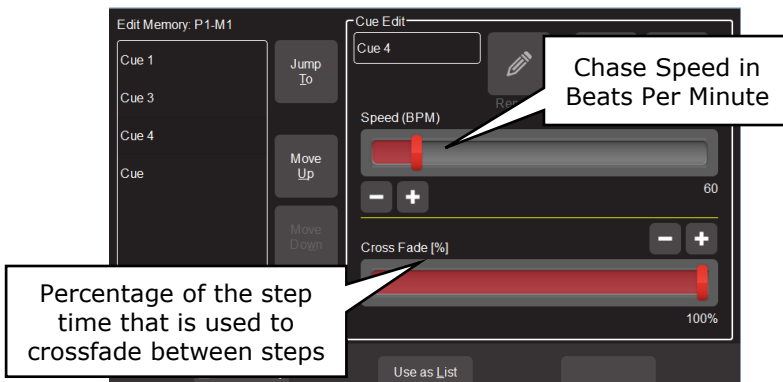 Edit Memory: P1-M1
Cue 1
Cue 3
Cue 4
Cue
Jump
To
Move
Up
Move
Down
Cue Edit
Cue 4
Chase Speed in
Beats Per Minute
Speed (BPM)
60
Cross Fade [%]
100%
Percentage of the step
time that is used to
crossfade between steps
Use as List